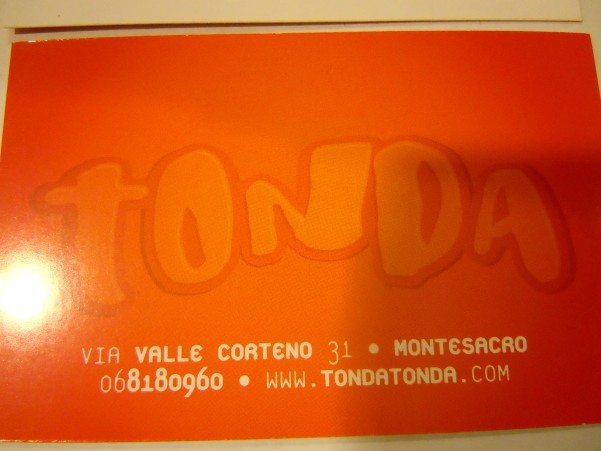 TONDA
VIA VALLE CORTENO 31 • MONTESACRO
068180960 • WWW.TONDATONDA.COM